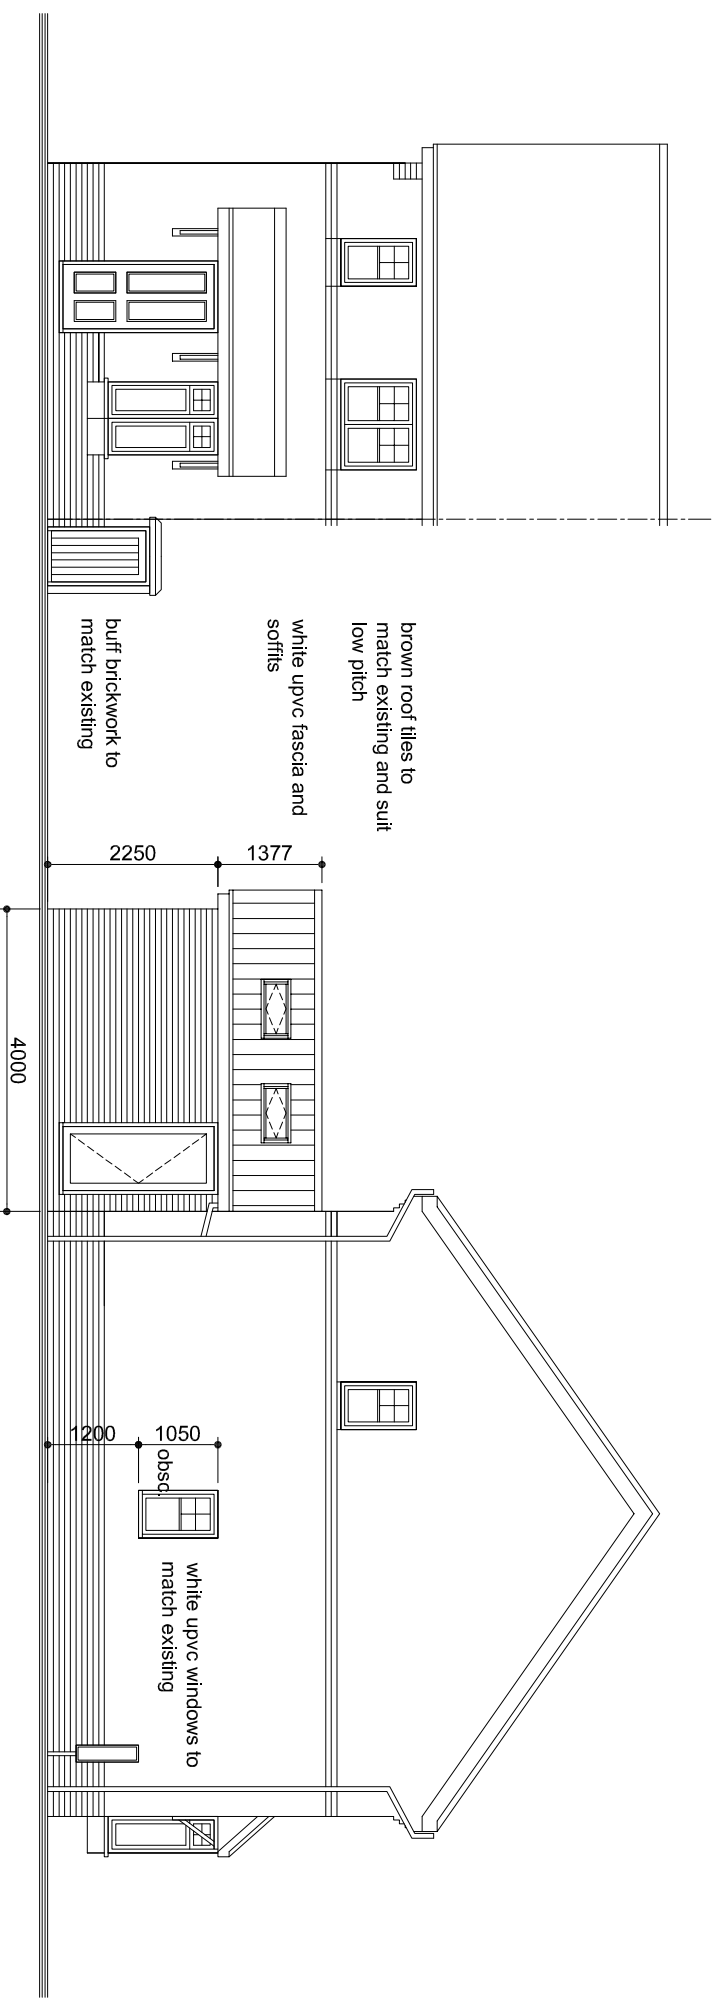 brown roof tiles to
match existing and suit
low pitch
white upvc fascia and
soffits
buff brickwork to
match existing
1377
2250
4000
1050
1200
obsc.
white upvc windows to
match existing